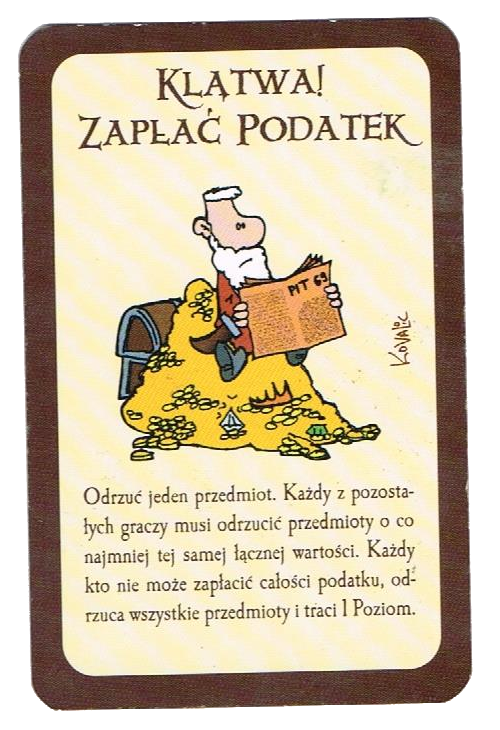 KLĄTWA!
ZAPŁAĆ PODATEK
PIT 69
KOVALIC
Odrzuć jeden przedmiot. Każdy z pozosta-
łych graczy musi odrzucić przedmioty o co
najmniej tej samej łącznej wartości. Każdy
kto nie może zapłacić całości podatku, od-
rzuca wszystkie przedmioty i traci 1 Poziom.